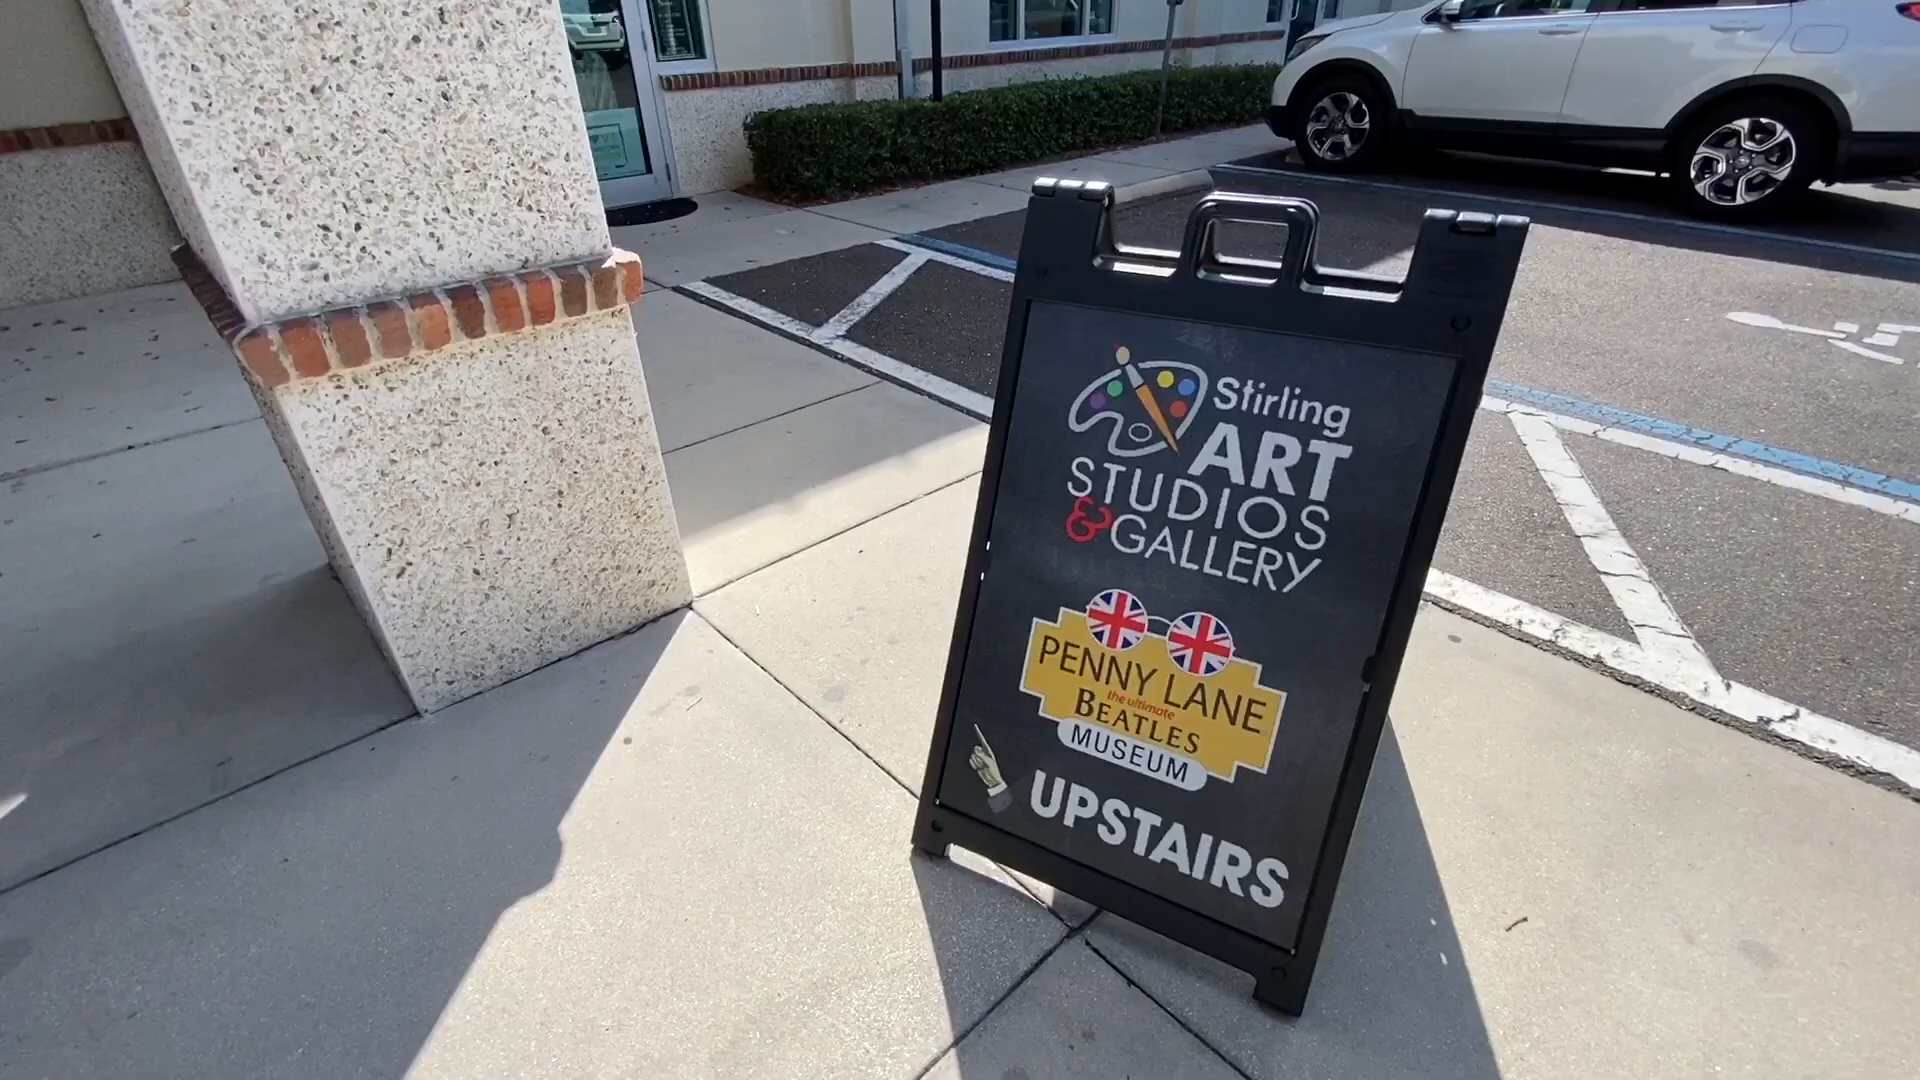 Stirling
ART
STUDIOS
& GALLERY
PENNY LANE
the ultimate
BEATLES
MUSEUM
UPSTAIRS